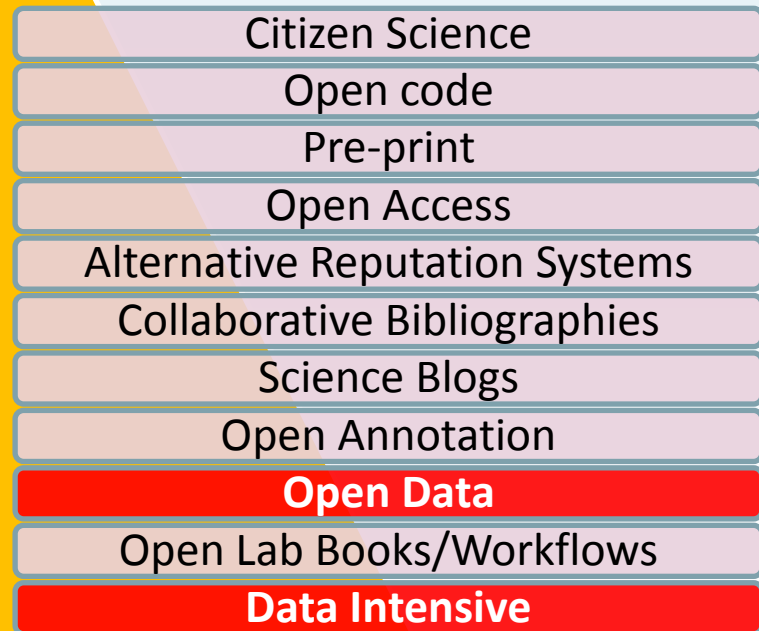 Citizen Science
Open code
Pre-print
Open Access
Alternative Reputation Systems
Collaborative Bibliographies
Science Blogs
Open Annotation
Open Data
Open Lab Books/Workflows
Data Intensive